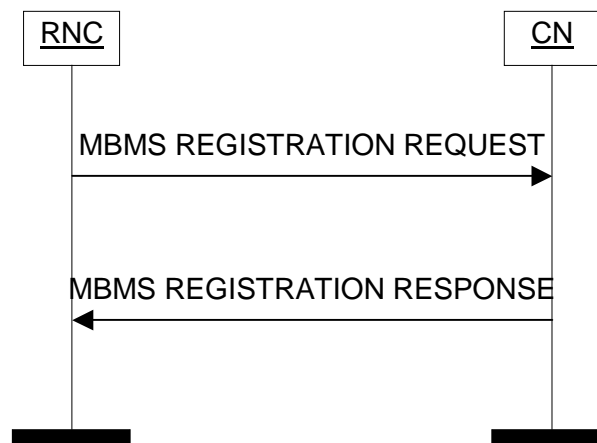 RNC
CN
MBMS REGISTRATION REQUEST
MBMS REGISTRATION RESPONSE